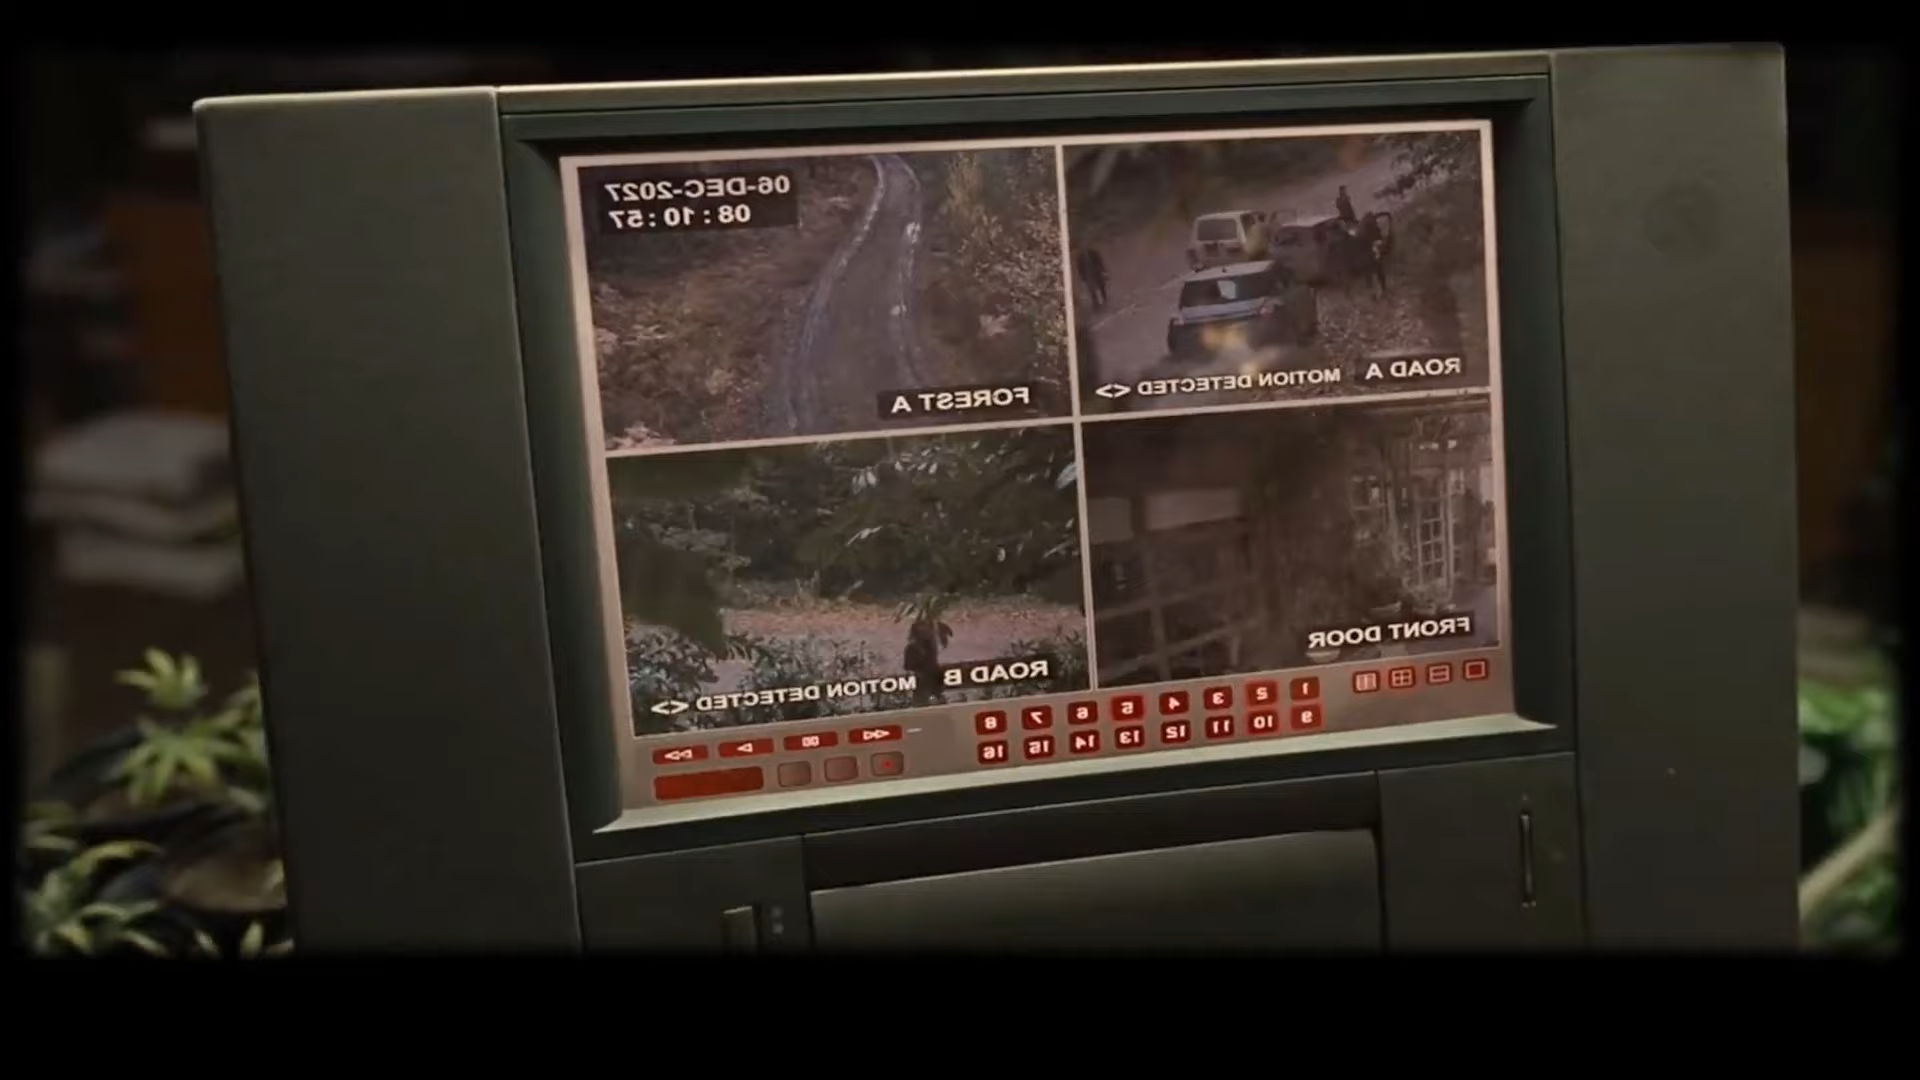 06-DEC-2027
08:10:57
FOREST A
ROAD A MOTION DETECTED <>
ROAD B MOTION DETECTED <>
FRONT DOOR
1 2 3 4 5 6 7 8
9 10 11 12 13 14 15 16